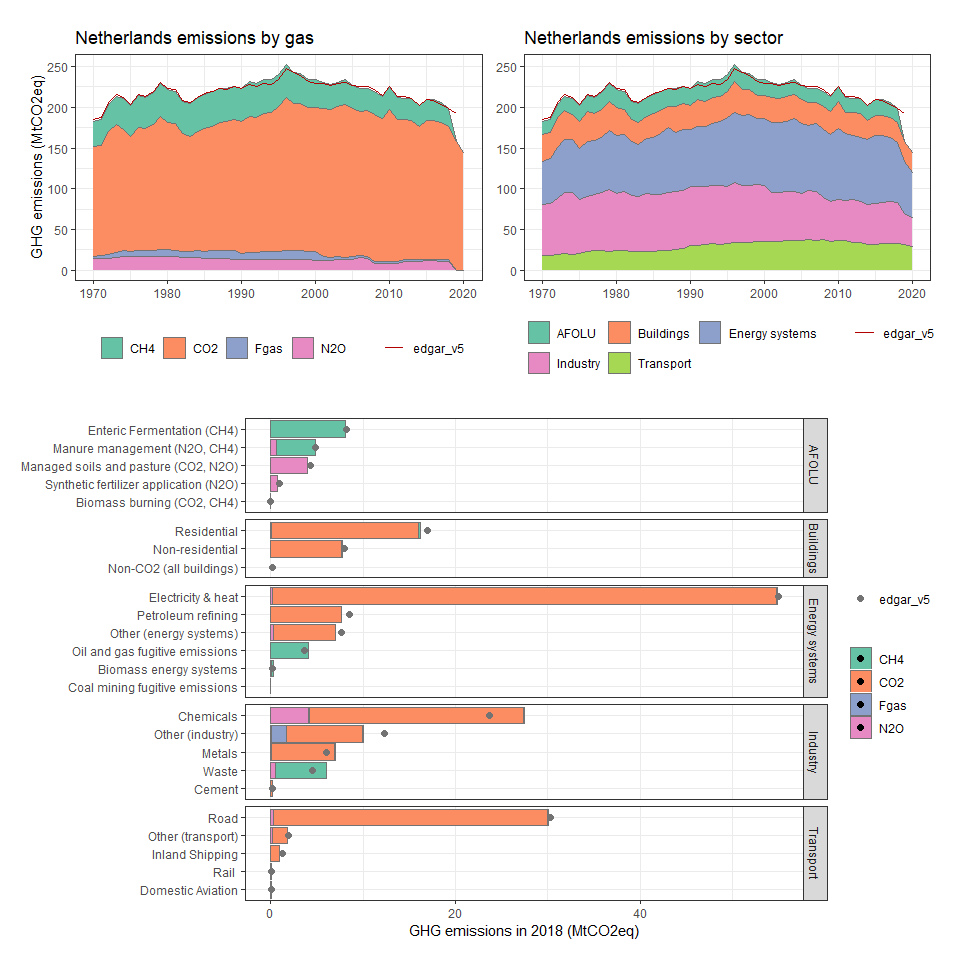 Netherlands emissions by gas
GHG emissions (MtCO2eq)
250
200
150
100
50
0
1970 1980 1990 2000 2010 2020
CH4 CO2 Fgas N2O edgar_v5
Netherlands emissions by sector
250
200
150
100
50
0
1970 1980 1990 2000 2010 2020
AFOLU Buildings Energy systems edgar_v5
Industry Transport
Enteric Fermentation (CH4)
Manure management (N2O, CH4)
Managed soils and pasture (CO2, N2O)
Synthetic fertilizer application (N2O)
Biomass burning (CO2, CH4)
AFOLU
Residential
Non-residential
Non-CO2 (all buildings)
Buildings
Electricity & heat
Petroleum refining
Other (energy systems)
Oil and gas fugitive emissions
Biomass energy systems
Coal mining fugitive emissions
Energy systems
Chemicals
Other (industry)
Metals
Waste
Cement
Industry
Road
Other (transport)
Inland Shipping
Rail
Domestic Aviation
Transport
0 20 40
GHG emissions in 2018 (MtCO2eq)
edgar_v5
CH4
CO2
Fgas
N2O